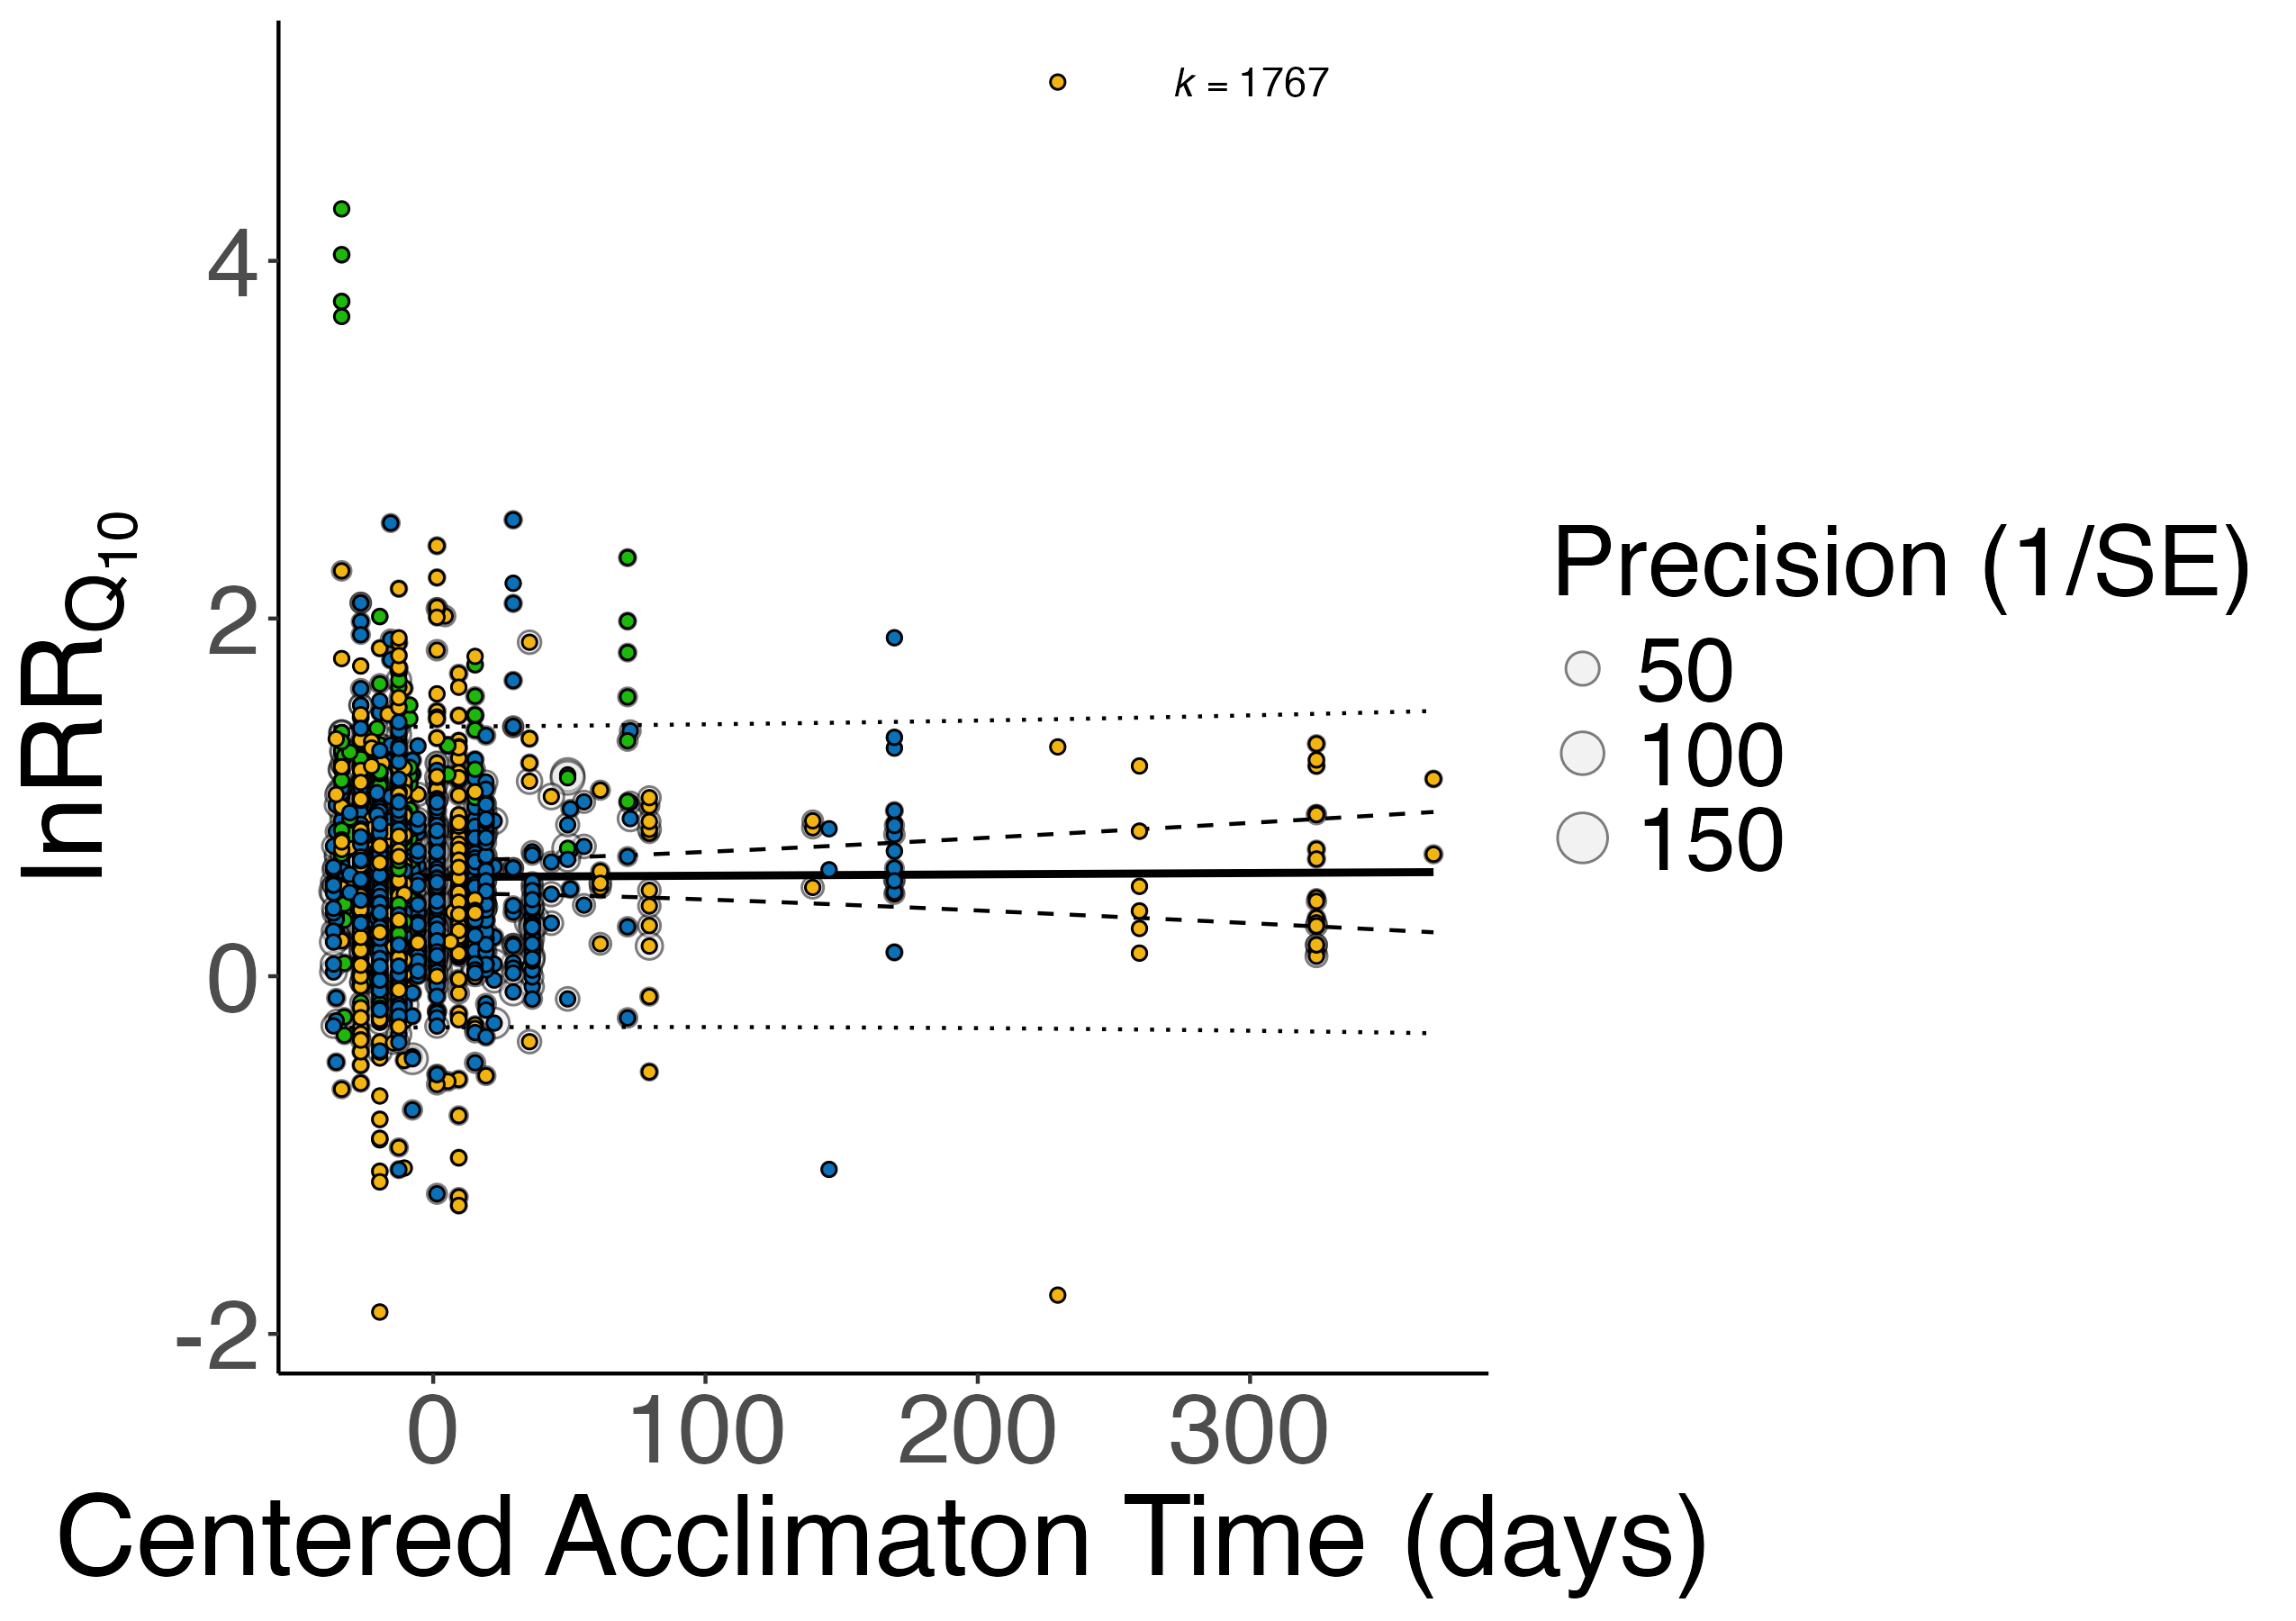 k = 1767
4
2
0
-2
lnRRQ10
0 100 200 300
Centered Acclimaton Time (days)
Precision (1/SE)
50
100
150